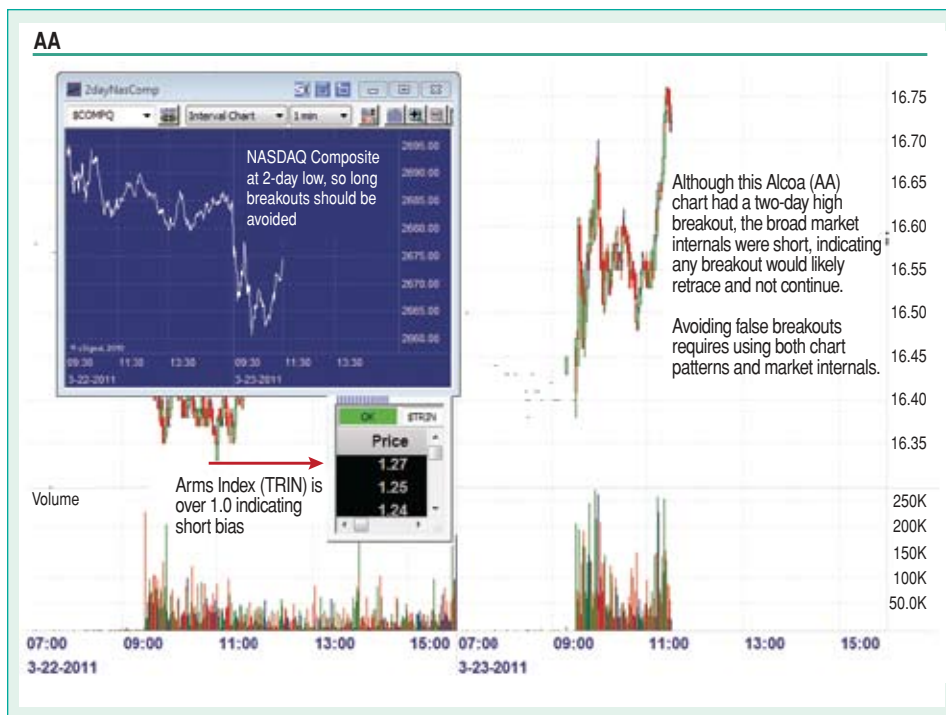 AA
2dayNasComp
$COMPQ
Interval Chart
1 min
NASDAQ Composite
at 2-day low, so long
breakouts should be
avoided
2695.00
2690.00
2685.00
2680.00
2675.00
2670.00
2665.00
2660.00
09:30 11:30 13:30 09:30 11:30 13:30
3-22-2011 3-23-2011
16.75
16.70
16.65
16.60
16.55
16.50
16.45
16.40
16.35
Although this Alcoa (AA)
chart had a two-day high
breakout, the broad market
internals were short, indicating
any breakout would likely
retrace and not continue.
Avoiding false breakouts
requires using both chart
patterns and market internals.
OK $TRIN
Price
1.27
1.25
1.24
Arms Index (TRIN) is
over 1.0 indicating
short bias
Volume
250K
200K
150K
100K
50.0K
07:00 09:00 11:00 13:00 15:00 07:00 09:00 11:00 13:00 15:00
3-22-2011 3-23-2011